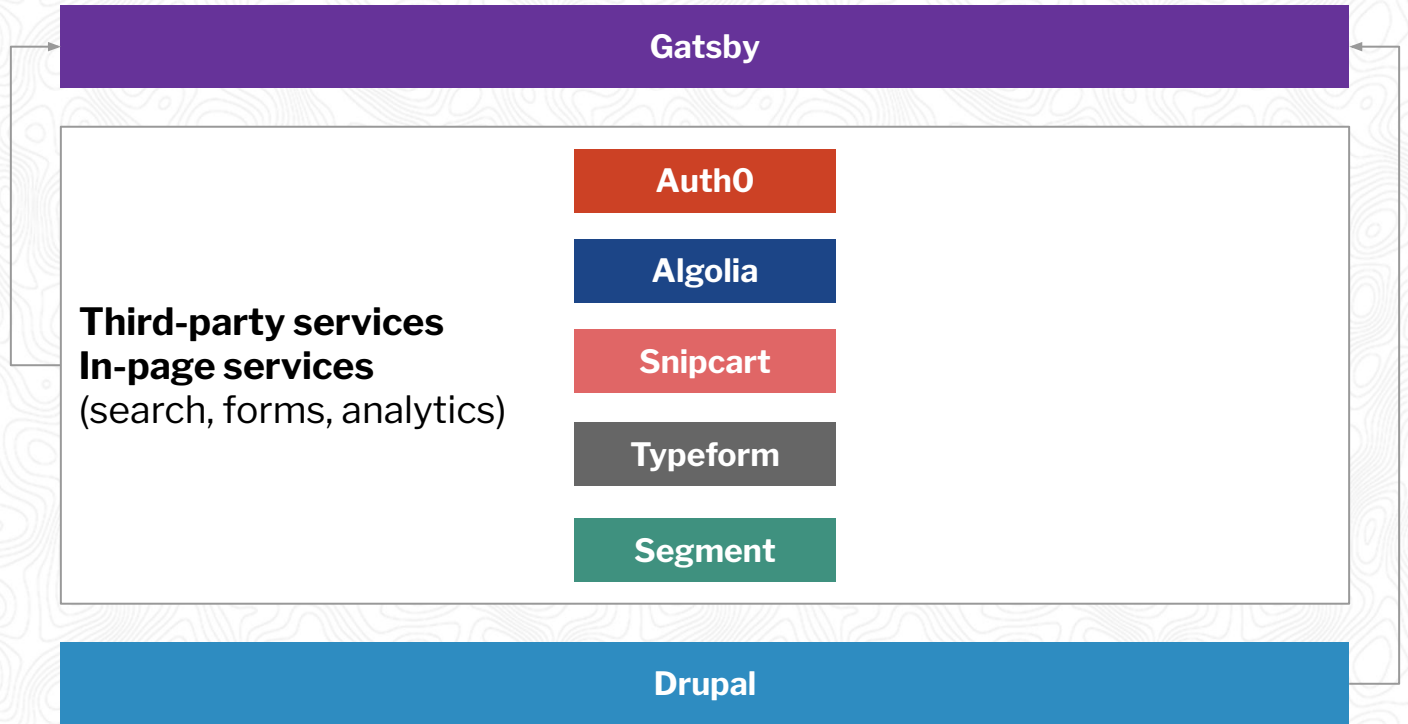 Gatsby
Auth0
Algolia
Third-party services
In-page services
(search, forms, analytics)
Snipcart
Typeform
Segment
Drupal